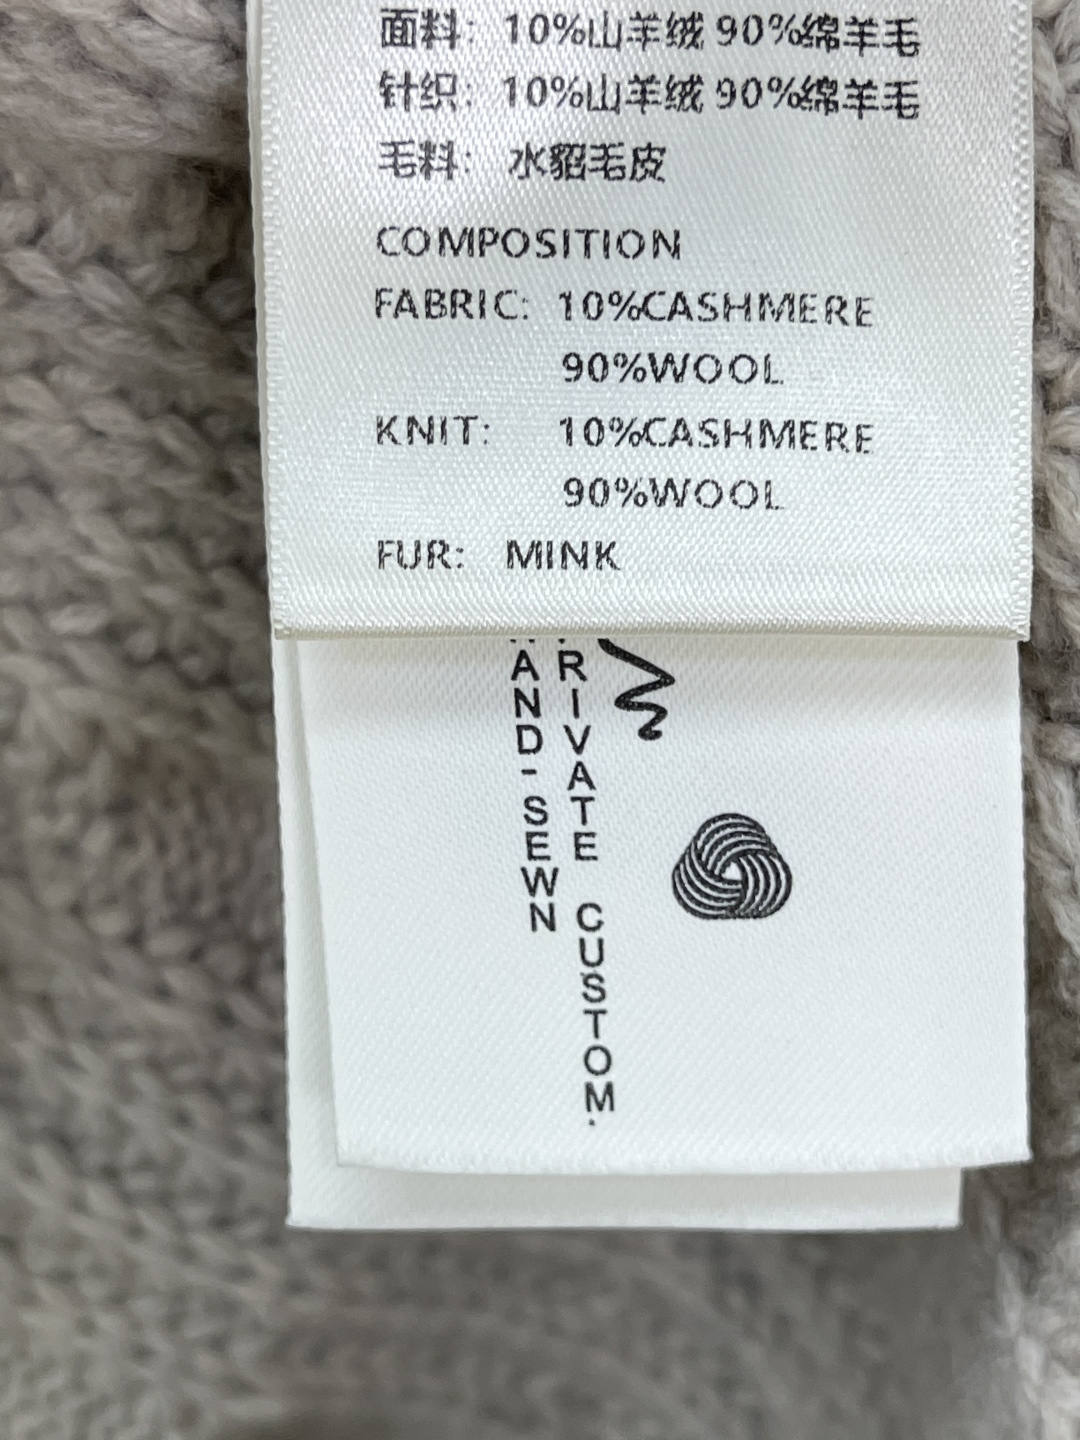 面料: 10%山羊绒 90%绵羊毛
针织: 10%山羊绒 90%绵羊毛
毛料: 水貂毛皮
COMPOSITION
FABRIC: 10%CASHMERE
90%WOOL
KNIT: 10%CASHMERE
90%WOOL
FUR: MINK
AND-SEWN
RIVATE CUSTOM.